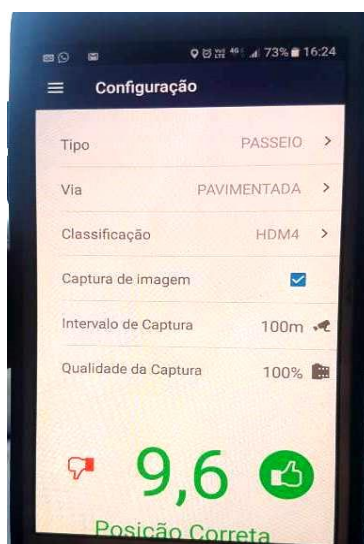 73% 16:24
Configuração
Tipo PASSEIO >
Via PAVIMENTADA >
Classificação HDM4 >
Captura de imagem
Intervalo de Captura 100m
Qualidade da Captura 100%
9,6
Posição Correta